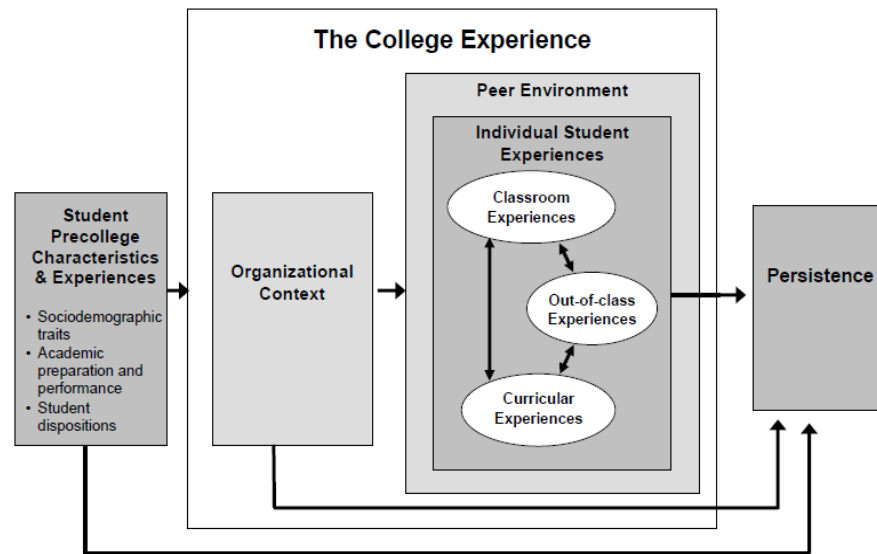 The College Experience
Peer Environment
Individual Student
Experiences
Classroom
Experiences
Student
Precollege
Characteristics
& Experiences
• Sociodemographic
traits
• Academic
preparation and
performance
• Student
dispositions
Organizational
Context
Out-of-class
Experiences
Curricular
Experiences
Persistence